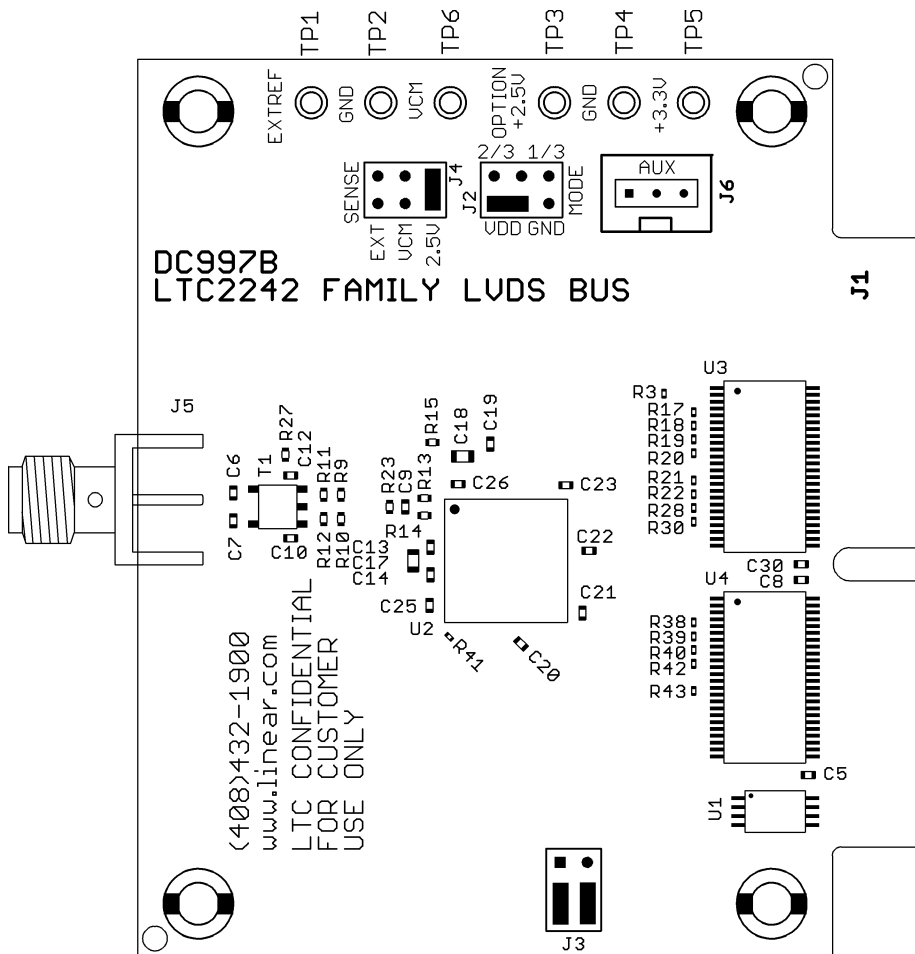 TP1
TP2
TP6
TP3
TP4
TP5
EXTREF
GND
VCM
OPTION
+2.5V
GND
+3.3V
2/3 1/3
AUX
SENSE
J4
J2
MODE
J6
EXT
VCM
2.5V
VDD GND
DC997B
LTC2242 FAMILY LVDS BUS
J1
U3
R3
R17
R18
R19
R20
R21
R22
R28
R30
J5
R27
C12
T1
C6
C7
C10
R11
R9
R12
R10
R23
C9
R13
R15
C18
C19
C26
C23
R14
C13
C17
C14
C22
C25
C21
U2
R41
C20
C30
C8
U4
R38
R39
R40
R42
R43
C5
U1
(408)432-1900
www.linear.com
LTC CONFIDENTIAL
FOR CUSTOMER
USE ONLY
J3